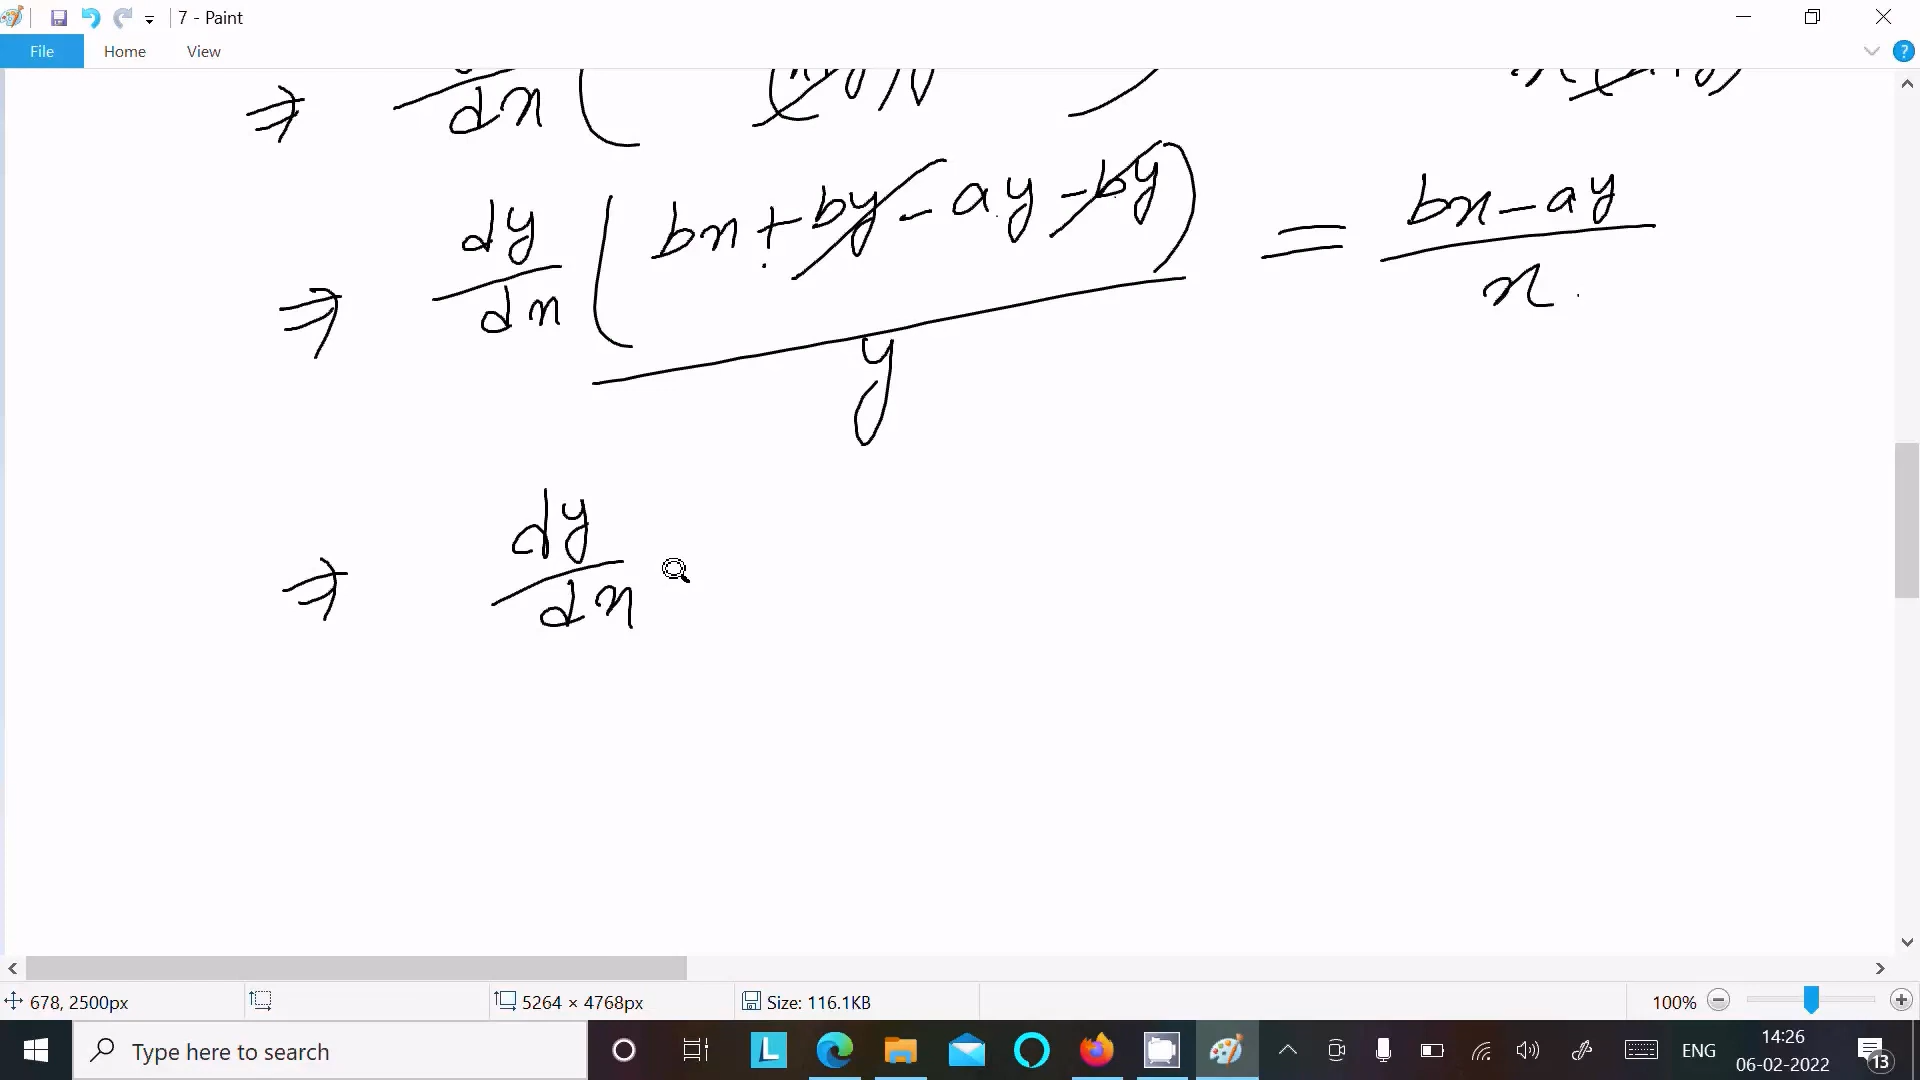 7 - Paint
File Home View
⇒ d/dx (
⇒ dy/dx (bx + by - ay - by)/y = (bx - ay)/x
⇒ dy/dx
678, 2500px 5264 × 4768px Size: 116.1KB 100%
Type here to search L ENG 14:26
06-02-2022 13